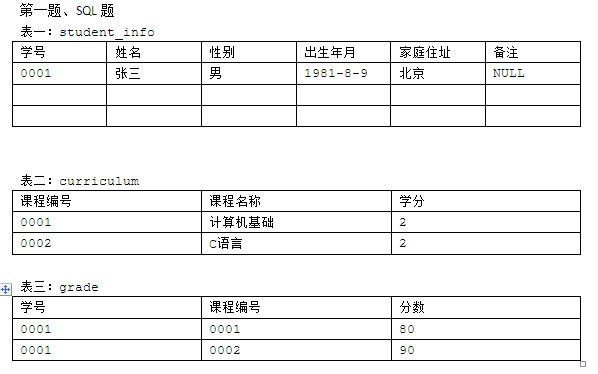 第一题、SQL题
表一：student_info
学号 姓名 性别 出生年月 家庭住址 备注
0001 张三 男 1981-8-9 北京 NULL
表二：curriculum
课程编号 课程名称 学分
0001 计算机基础 2
0002 C语言 2
表三：grade
学号 课程编号 分数
0001 0001 80
0001 0002 90